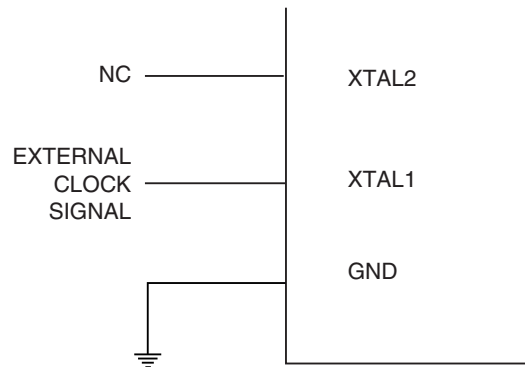 NC
XTAL2
EXTERNAL
CLOCK
SIGNAL
XTAL1
GND